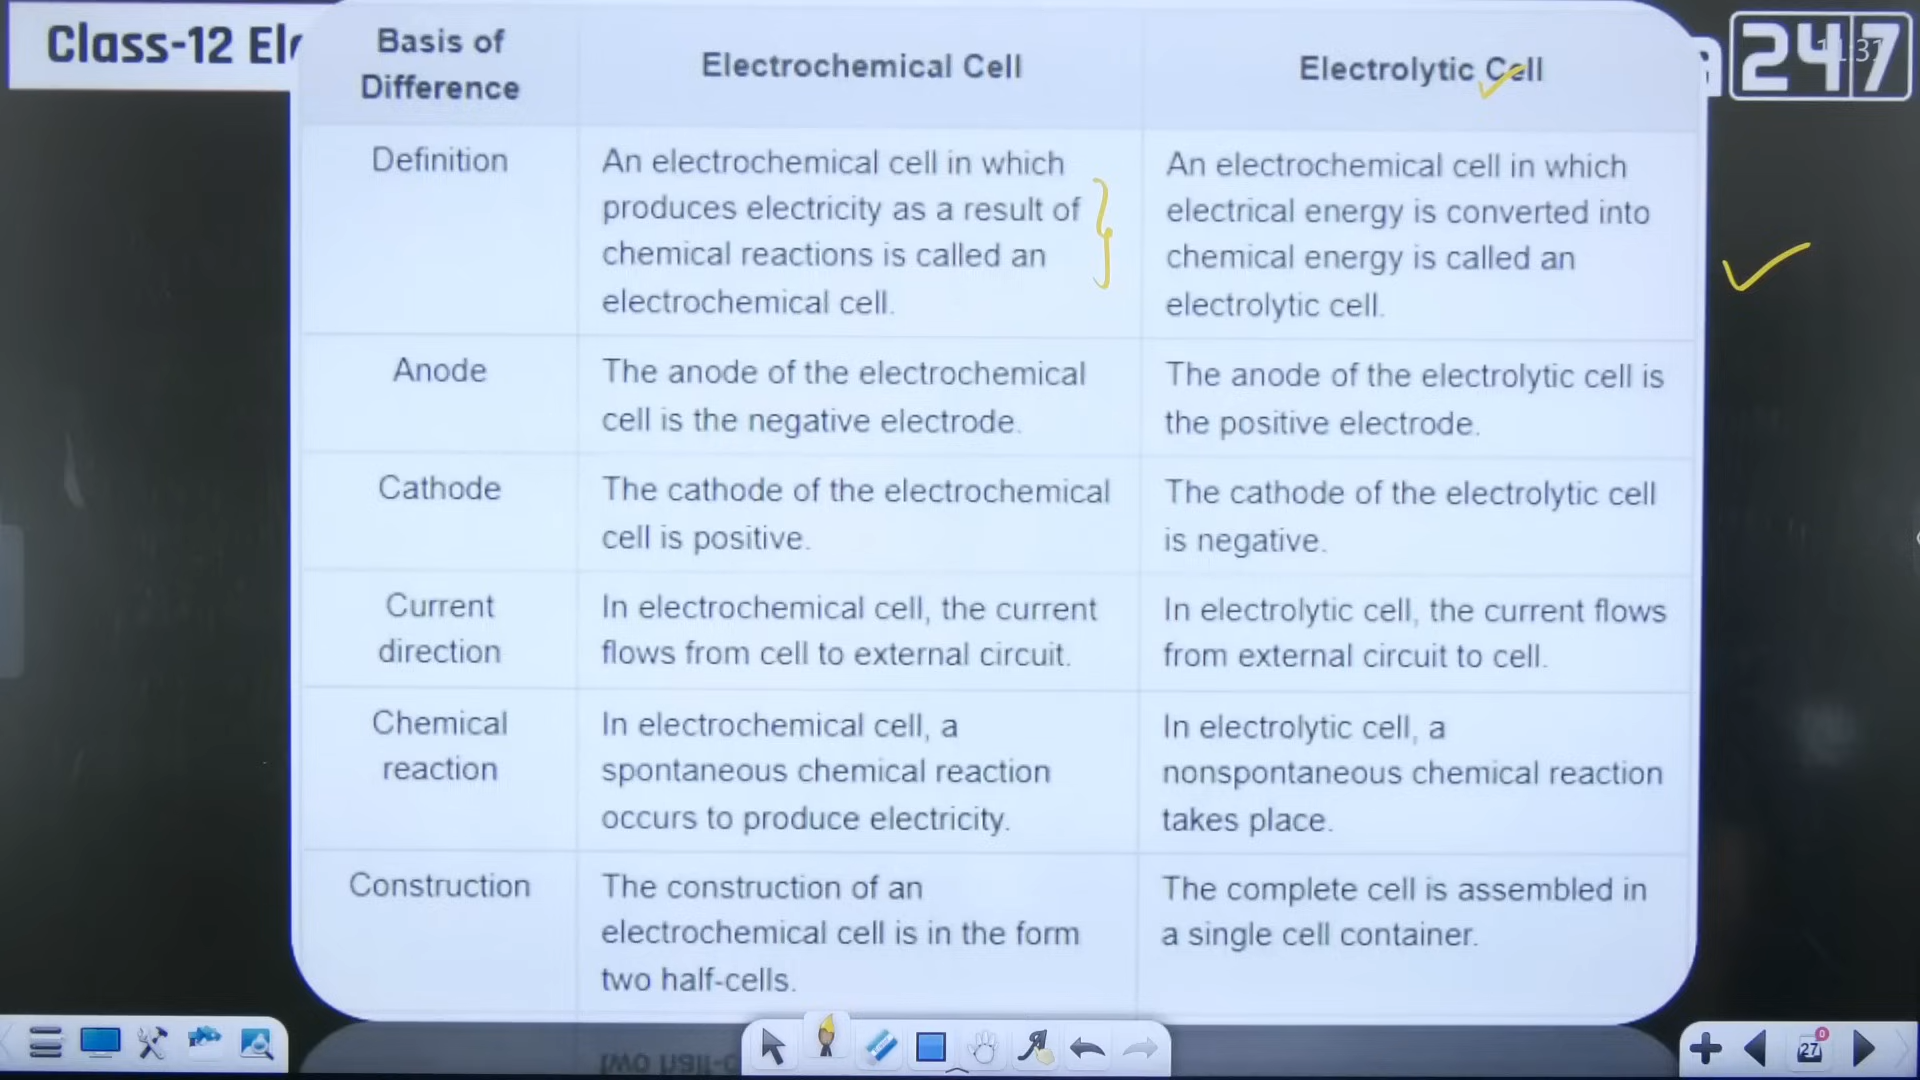 Class-12
247
11:31
Basis of
Difference
Electrochemical Cell
Electrolytic Cell
Definition
An electrochemical cell in which
produces electricity as a result of
chemical reactions is called an
electrochemical cell.
An electrochemical cell in which
electrical energy is converted into
chemical energy is called an
electrolytic cell.
Anode
The anode of the electrochemical
cell is the negative electrode.
The anode of the electrolytic cell is
the positive electrode.
Cathode
The cathode of the electrochemical
cell is positive.
The cathode of the electrolytic cell
is negative.
Current
direction
In electrochemical cell, the current
flows from cell to external circuit.
In electrolytic cell, the current flows
from external circuit to cell.
Chemical
reaction
In electrochemical cell, a
spontaneous chemical reaction
occurs to produce electricity.
In electrolytic cell, a
nonspontaneous chemical reaction
takes place.
Construction
The construction of an
electrochemical cell is in the form
two half-cells.
The complete cell is assembled in
a single cell container.
27
0